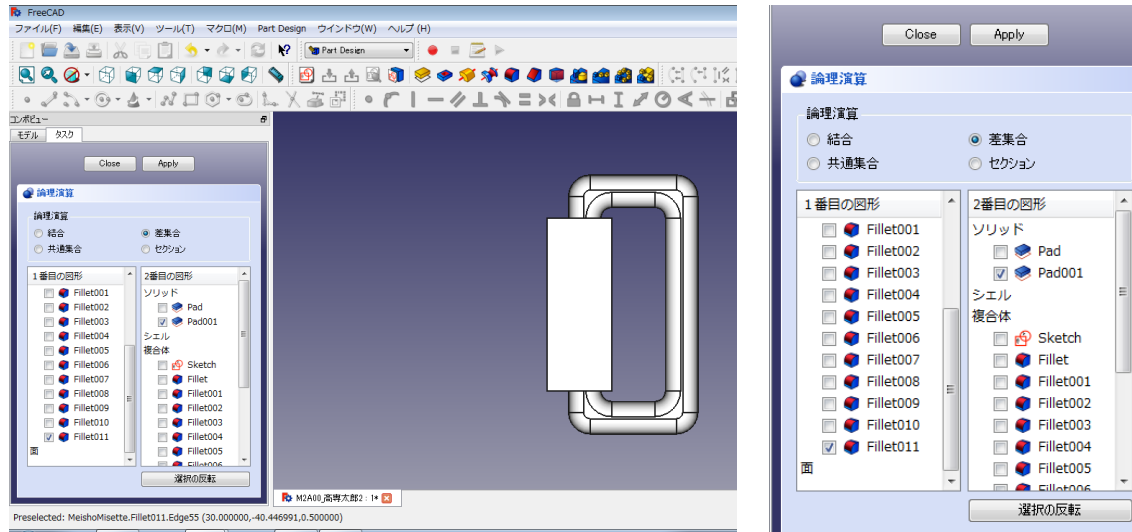 FreeCAD
ファイル(F) 編集(E) 表示(V) ツール(T) マクロ(M) Part Design ウインドウ(W) ヘルプ(H)
Part Design
コンボビュー
モデル タスク
Close Apply
論理演算
論理演算
結合 差集合
共通集合 セクション
1番目の図形 2番目の図形
Fillet001 ソリッド
Fillet002 Pad
Fillet003 Pad001
Fillet004 シェル
Fillet005 複合体
Fillet006 Sketch
Fillet007 Fillet
Fillet008 Fillet001
Fillet009 Fillet002
Fillet010 Fillet003
Fillet011 Fillet004
面 Fillet005
Fillet006
選択の反転
M2A00_高専太郎2 : 1*
Preselected: MeishoMisette.Fillet011.Edge55 (30.000000,-40.446991,0.500000)
Close Apply
論理演算
論理演算
結合 差集合
共通集合 セクション
1番目の図形 2番目の図形
Fillet001 ソリッド
Fillet002 Pad
Fillet003 Pad001
Fillet004 シェル
Fillet005 複合体
Fillet006 Sketch
Fillet007 Fillet
Fillet008 Fillet001
Fillet009 Fillet002
Fillet010 Fillet003
Fillet011 Fillet004
面 Fillet005
Fillet006
選択の反転